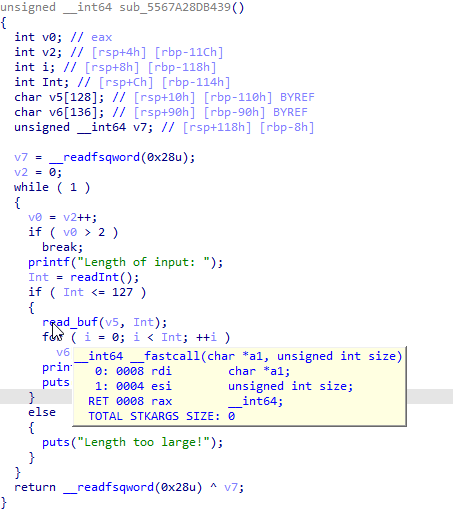 unsigned __int64 sub_5567A28DB439()
{
int v0; // eax
int v2; // [rsp+4h] [rbp-11Ch]
int i; // [rsp+8h] [rbp-118h]
int Int; // [rsp+Ch] [rbp-114h]
char v5[128]; // [rsp+10h] [rbp-110h] BYREF
char v6[136]; // [rsp+90h] [rbp-90h] BYREF
unsigned __int64 v7; // [rsp+118h] [rbp-8h]
v7 = __readfsqword(0x28u);
v2 = 0;
while ( 1 )
{
v0 = v2++;
if ( v0 > 2 )
break;
printf("Length of input: ");
Int = readInt();
if ( Int <= 127 )
{
read_buf(v5, Int);
for ( i = 0; i < Int; ++i )
v6
__int64 __fastcall(char *a1, unsigned int size)
prin
0: 0008 rdi char *a1;
puts
1: 0004 esi unsigned int size;
}
RET 0008 rax __int64;
else
TOTAL STKARGS SIZE: 0
{
puts("Length too large!");
}
}
return __readfsqword(0x28u) ^ v7;
}